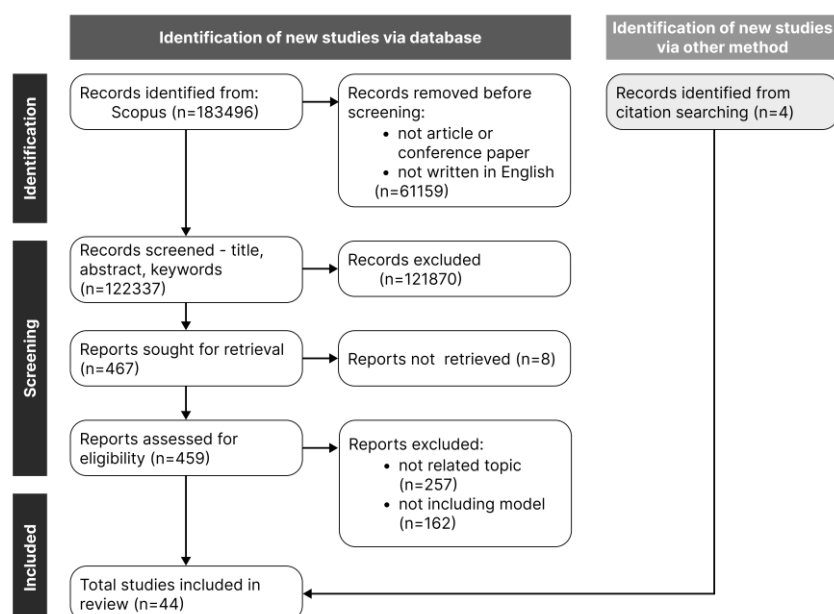 Identification of new studies via database
Identification of new studies
via other method
Identification
Records identified from:
Scopus (n=183496)
Records removed before
screening:
• not article or
conference paper
• not written in English
(n=61159)
Records identified from
citation searching (n=4)
Screening
Records screened - title,
abstract, keywords
(n=122337)
Records excluded
(n=121870)
Reports sought for retrieval
(n=467)
Reports not retrieved (n=8)
Reports assessed for
eligibility (n=459)
Reports excluded:
• not related topic
(n=257)
• not including model
(n=162)
Included
Total studies included in
review (n=44)